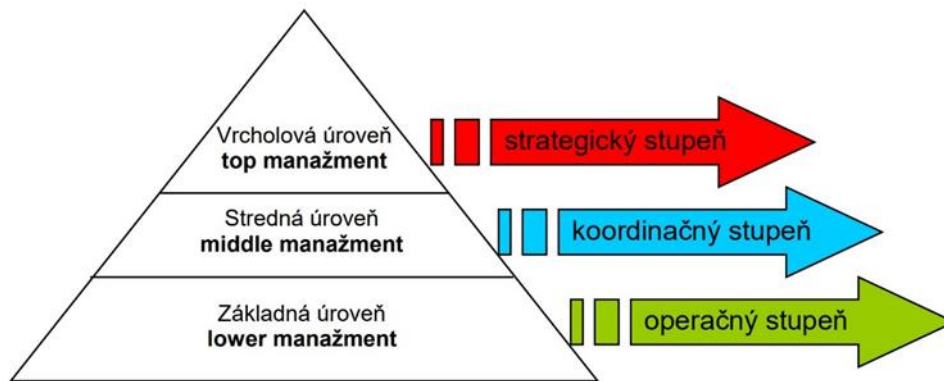 Vrcholová úroveň
top manažment
strategický stupeň
Stredná úroveň
middle manažment
koordinačný stupeň
Základná úroveň
lower manažment
operačný stupeň